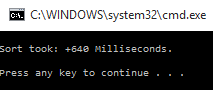 C:\WINDOWS\system32\cmd.exe
Sort took: +640 Milliseconds.
Press any key to continue . . .